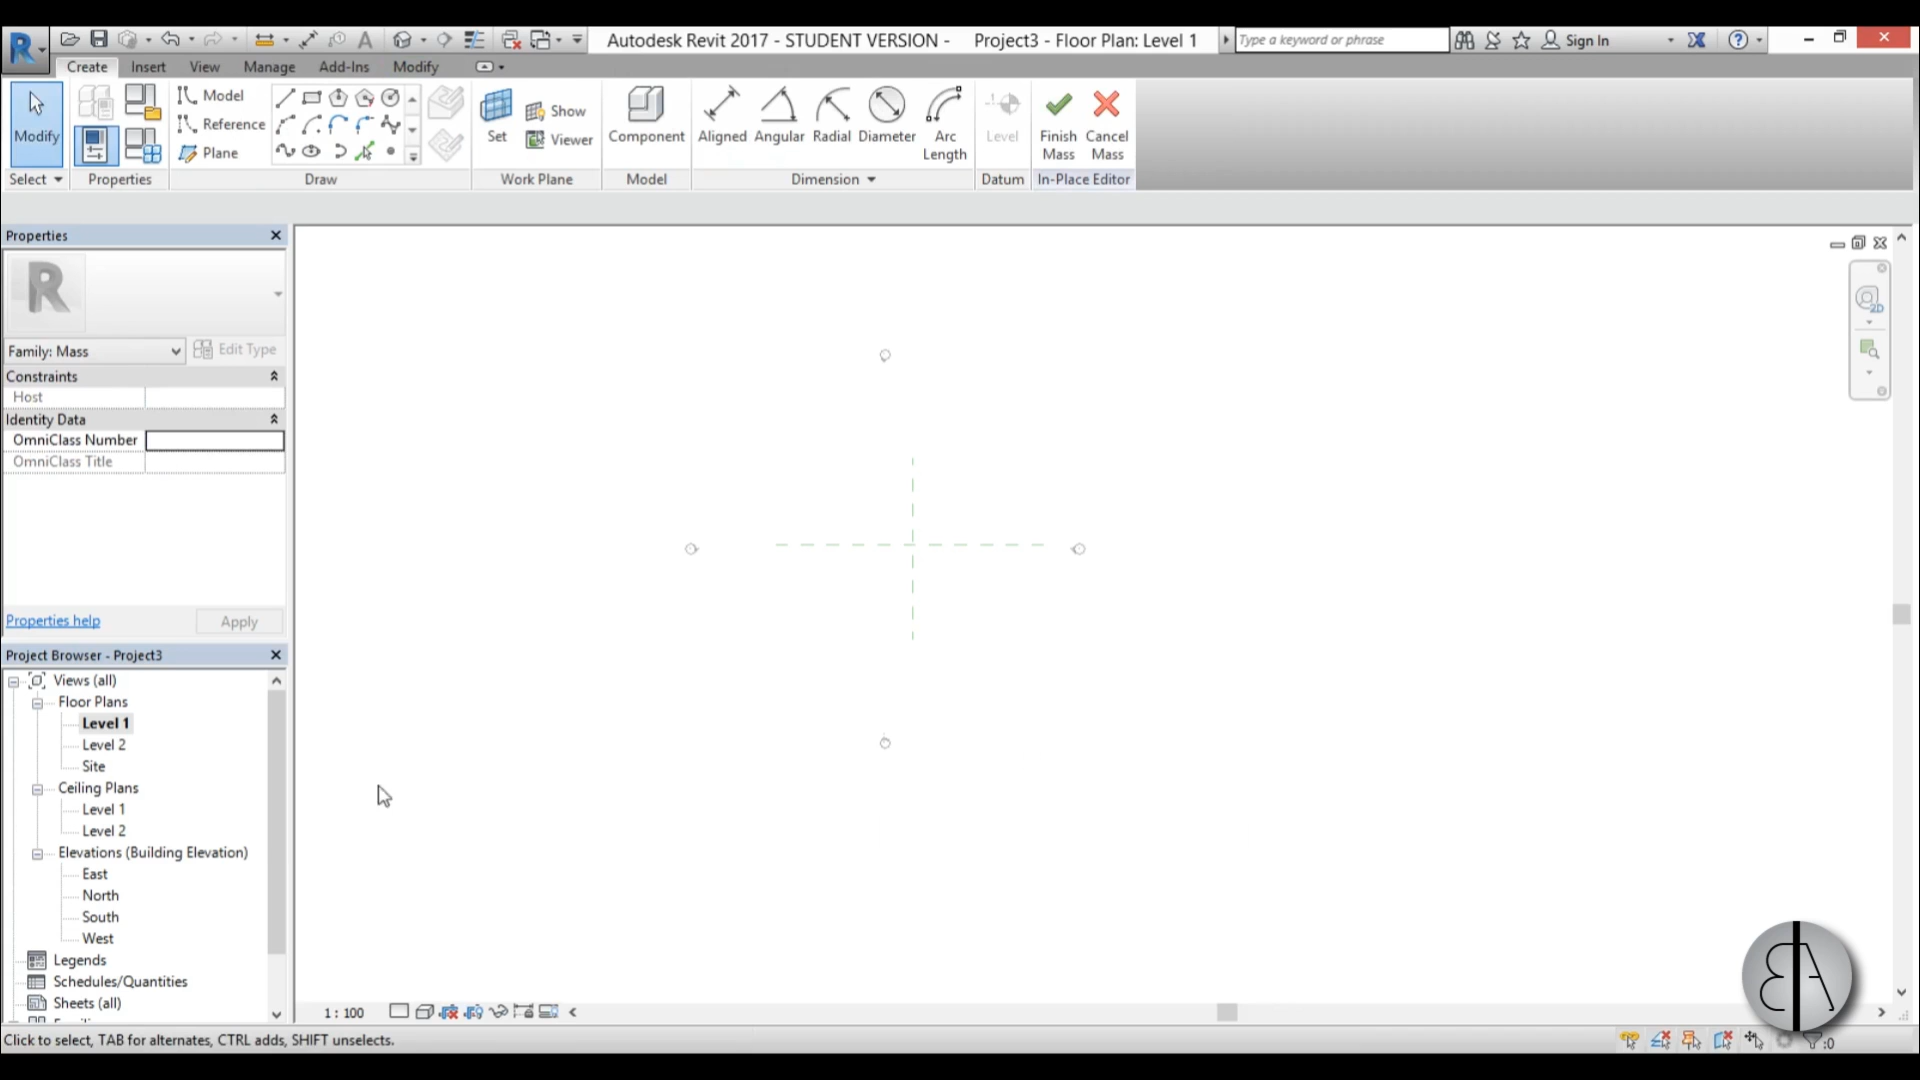 Autodesk Revit 2017 - STUDENT VERSION - Project3 - Floor Plan: Level 1
Type a keyword or phrase
Sign In
Create Insert View Manage Add-Ins Modify
Modify
Model
Reference
Plane
Set
Show
Viewer
Component
Aligned Angular Radial Diameter Arc Length
Level
Finish Mass
Cancel Mass
Select Properties Draw Work Plane Model Dimension Datum In-Place Editor
Properties
R
Family: Mass
Edit Type
Constraints
Host
Identity Data
OmniClass Number
OmniClass Title
Properties help
Apply
Project Browser - Project3
Views (all)
Floor Plans
Level 1
Level 2
Site
Ceiling Plans
Level 1
Level 2
Elevations (Building Elevation)
East
North
South
West
Legends
Schedules/Quantities
Sheets (all)
2D
1 : 100
Click to select, TAB for alternates, CTRL adds, SHIFT unselects.
:0